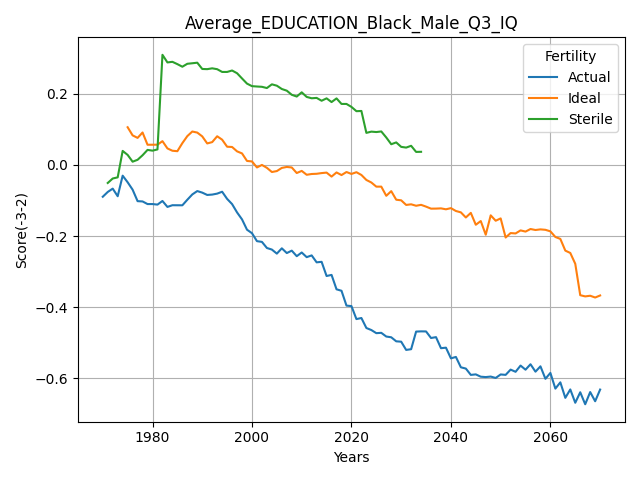 Average_EDUCATION_Black_Male_Q3_IQ
Fertility
Actual
Ideal
Sterile
Score(-3-2)
0.2
0.0
−0.2
−0.4
−0.6
1980
2000
2020
2040
2060
Years